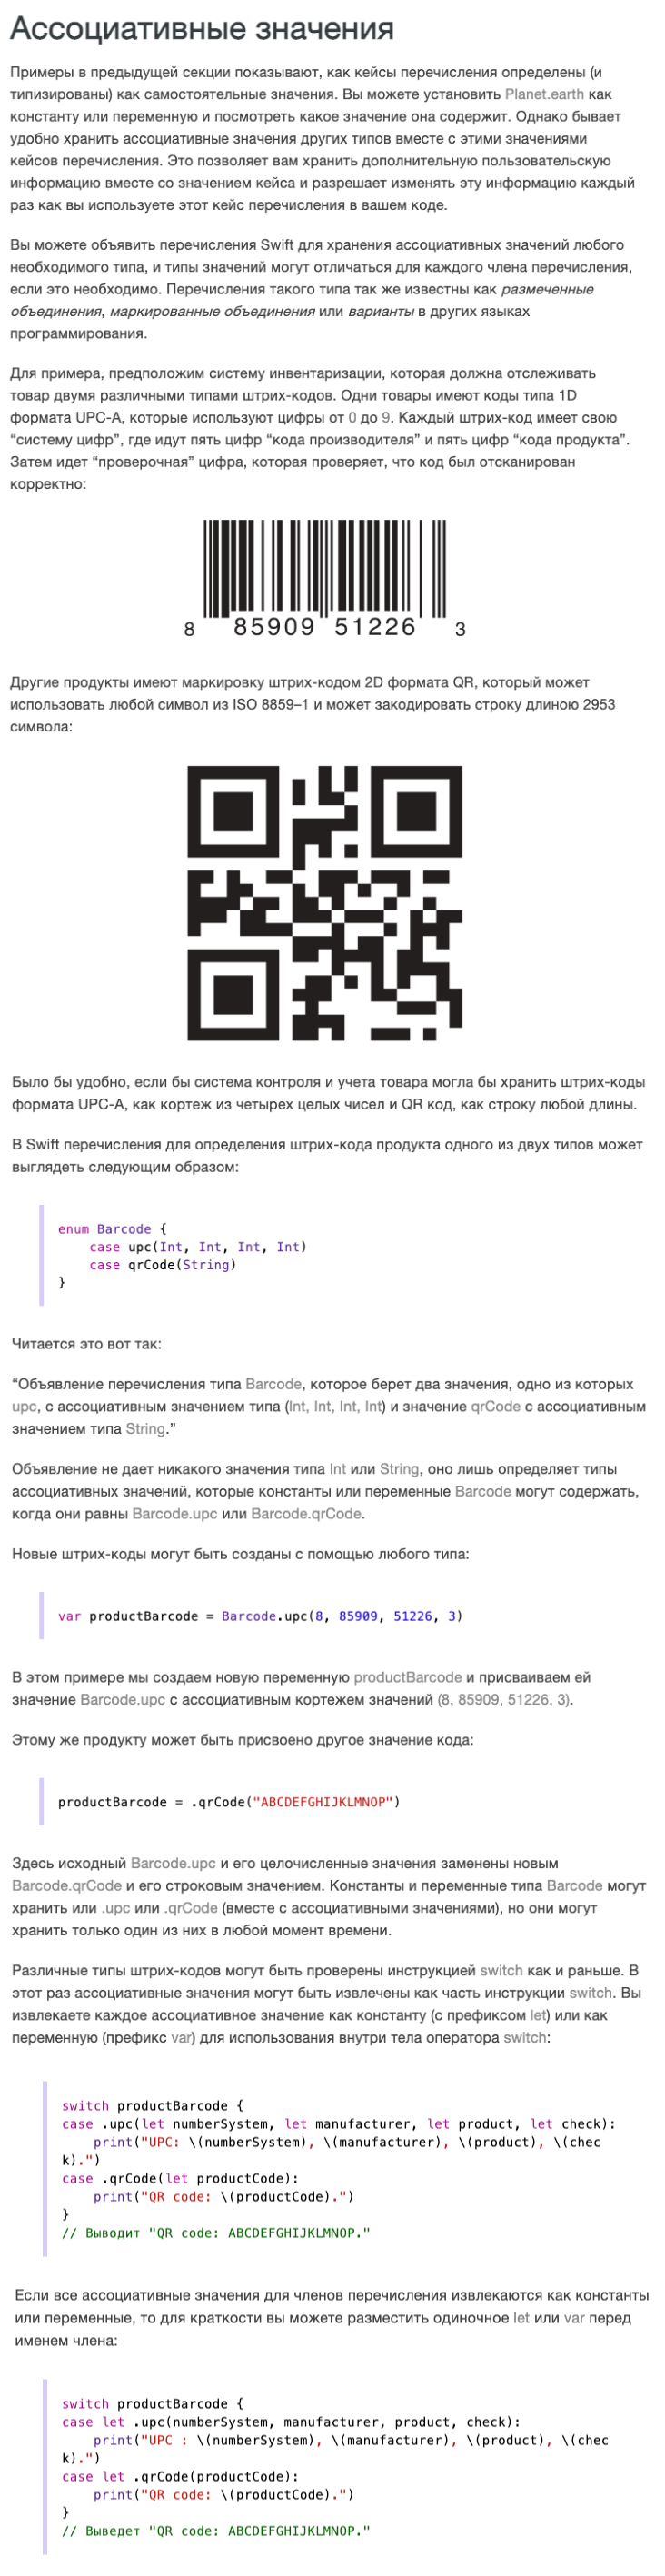 Ассоциативные значения
Примеры в предыдущей секции показывают, как кейсы перечисления определены (и
типизированы) как самостоятельные значения. Вы можете установить Planet.earth как
константу или переменную и посмотреть какое значение она содержит. Однако бывает
удобно хранить ассоциативные значения других типов вместе с этими значениями
кейсов перечисления. Это позволяет вам хранить дополнительную пользовательскую
информацию вместе со значением кейса и разрешает изменять эту информацию каждый
раз как вы используете этот кейс перечисления в вашем коде.
Вы можете объявить перечисления Swift для хранения ассоциативных значений любого
необходимого типа, и типы значений могут отличаться для каждого члена перечисления,
если это необходимо. Перечисления такого типа так же известны как размеченные
объединения, маркированные объединения или варианты в других языках
программирования.
Для примера, предположим систему инвентаризации, которая должна отслеживать
товар двумя различными типами штрих-кодов. Одни товары имеют коды типа 1D
формата UPC-A, которые используют цифры от 0 до 9. Каждый штрих-код имеет свою
“систему цифр”, где идут пять цифр “кода производителя” и пять цифр “кода продукта”.
Затем идет “проверочная” цифра, которая проверяет, что код был отсканирован
корректно:
8 85909 51226 3
Другие продукты имеют маркировку штрих-кодом 2D формата QR, который может
использовать любой символ из ISO 8859–1 и может закодировать строку длиною 2953
символа:
Было бы удобно, если бы система контроля и учета товара могла бы хранить штрих-коды
формата UPC-A, как кортеж из четырех целых чисел и QR код, как строку любой длины.
В Swift перечисления для определения штрих-кода продукта одного из двух типов может
выглядеть следующим образом:
enum Barcode {
    case upc(Int, Int, Int, Int)
    case qrCode(String)
}
Читается это вот так:
“Объявление перечисления типа Barcode, которое берет два значения, одно из которых
upc, с ассоциативным значением типа (Int, Int, Int, Int) и значение qrCode с ассоциативным
значением типа String.”
Объявление не дает никакого значения типа Int или String, оно лишь определяет типы
ассоциативных значений, которые константы или переменные Barcode могут содержать,
когда они равны Barcode.upc или Barcode.qrCode.
Новые штрих-коды могут быть созданы с помощью любого типа:
var productBarcode = Barcode.upc(8, 85909, 51226, 3)
В этом примере мы создаем новую переменную productBarcode и присваиваем ей
значение Barcode.upc с ассоциативным кортежем значений (8, 85909, 51226, 3).
Этому же продукту может быть присвоено другое значение кода:
productBarcode = .qrCode("ABCDEFGHIJKLMNOP")
Здесь исходный Barcode.upc и его целочисленные значения заменены новым
Barcode.qrCode и его строковым значением. Константы и переменные типа Barcode могут
хранить или .upc или .qrCode (вместе с ассоциативными значениями), но они могут
хранить только один из них в любой момент времени.
Различные типы штрих-кодов могут быть проверены инструкцией switch как и раньше. В
этот раз ассоциативные значения могут быть извлечены как часть инструкции switch. Вы
извлекаете каждое ассоциативное значение как константу (с префиксом let) или как
переменную (префикс var) для использования внутри тела оператора switch:
switch productBarcode {
case .upc(let numberSystem, let manufacturer, let product, let check):
    print("UPC: \(numberSystem), \(manufacturer), \(product), \(chec
k).")
case .qrCode(let productCode):
    print("QR code: \(productCode).")
}
// Выводит "QR code: ABCDEFGHIJKLMNOP."
Если все ассоциативные значения для членов перечисления извлекаются как константы
или переменные, то для краткости вы можете разместить одиночное let или var перед
именем члена:
switch productBarcode {
case let .upc(numberSystem, manufacturer, product, check):
    print("UPC : \(numberSystem), \(manufacturer), \(product), \(chec
k).")
case let .qrCode(productCode):
    print("QR code: \(productCode).")
}
// Выведет "QR code: ABCDEFGHIJKLMNOP."